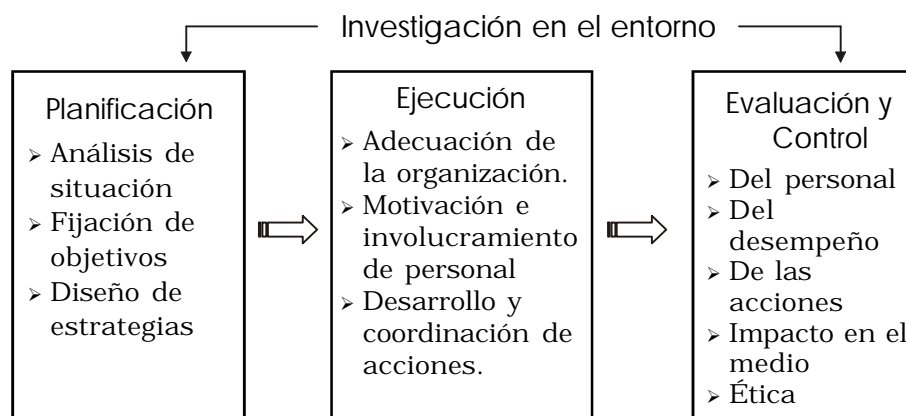 Investigación en el entorno
Planificación
➢ Análisis de
situación
➢ Fijación de
objetivos
➢ Diseño de
estrategias
Ejecución
➢ Adecuación de
la organización.
➢ Motivación e
involucramiento
de personal
➢ Desarrollo y
coordinación de
acciones.
Evaluación y
Control
➢ Del personal
➢ Del
desempeño
➢ De las
acciones
➢ Impacto en el
medio
➢ Ética